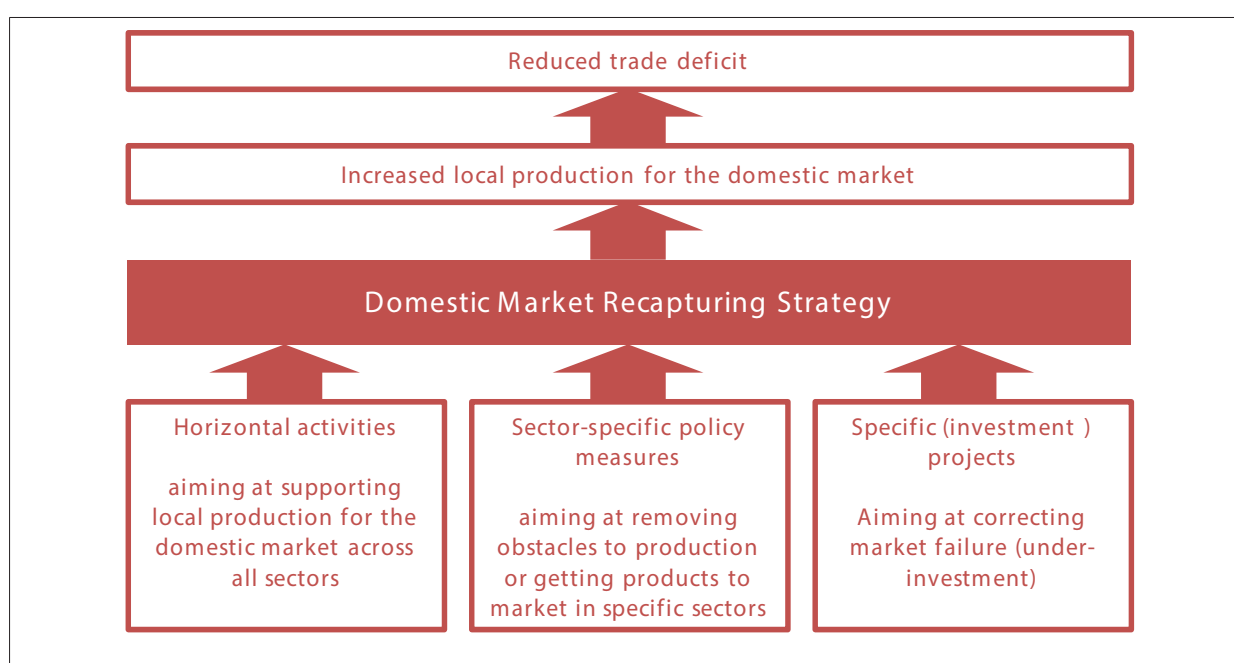 Reduced trade deficit
Increased local production for the domestic market
Domestic Market Recapturing Strategy
Horizontal activities
aiming at supporting
local production for the
domestic market across
all sectors
Sector-specific policy
measures
aiming at removing
obstacles to production
or getting products to
market in specific sectors
Specific (investment )
projects
Aiming at correcting
market failure (under-
investment)